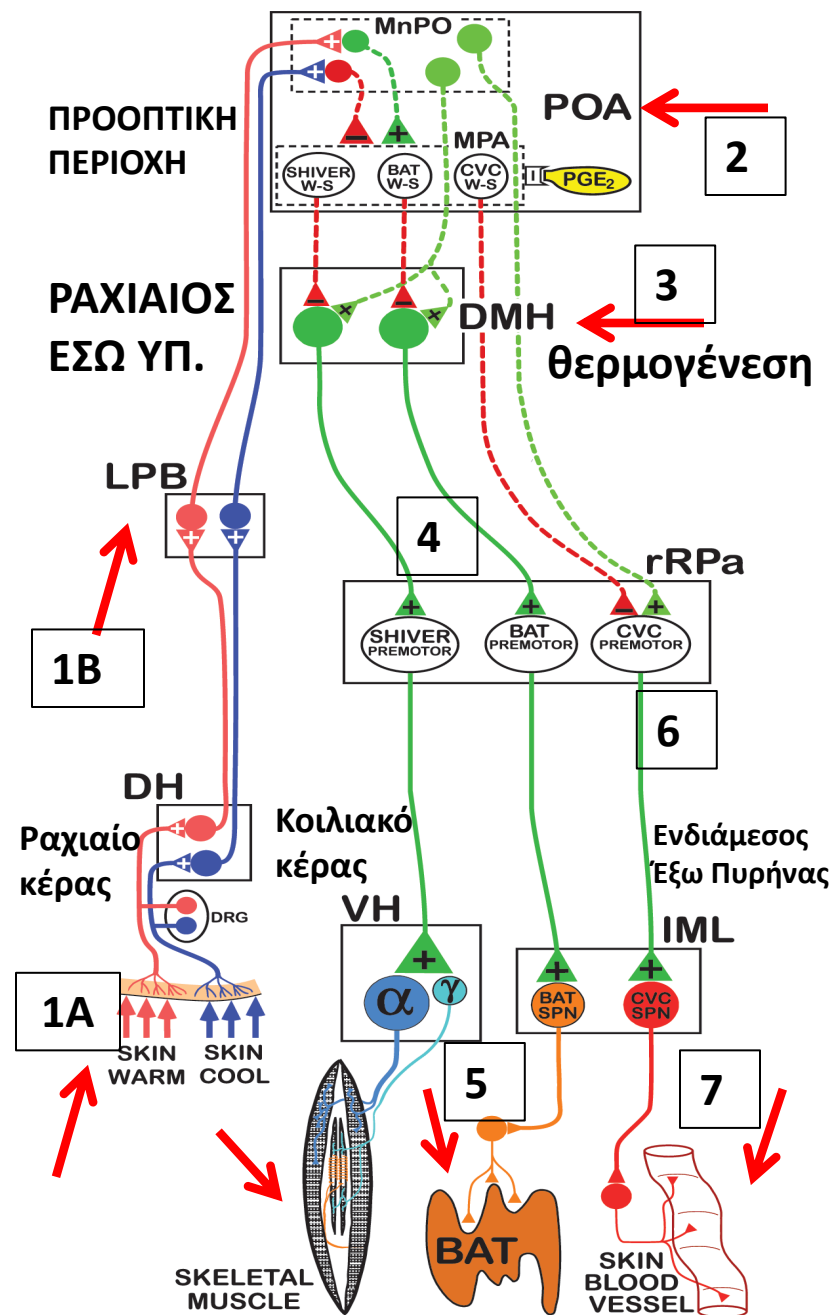 MnPO
+
+
POA
2
ΠΡΟΟΠΤΙΚΗ
ΠΕΡΙΟΧΗ
−
+
MPA
SHIVER
W-S
BAT
W-S
CVC
W-S
I
PGE2
ΡΑΧΙΑΙΟΣ
ΕΣΩ ΥΠ.
−
+
−
+
DMH
3
θερμογένεση
LPB
+
+
4
rRPa
+
+
−
+
SHIVER
PREMOTOR
BAT
PREMOTOR
CVC
PREMOTOR
1B
6
DH
+
+
Ραχιαίο
κέρας
Κοιλιακό
κέρας
Ενδιάμεσος
Έξω Πυρήνας
DRG
VH
IML
+
+
+
α
γ
BAT
SPN
CVC
SPN
1A
SKIN
WARM
SKIN
COOL
5
7
BAT
SKELETAL
MUSCLE
SKIN
BLOOD
VESSEL